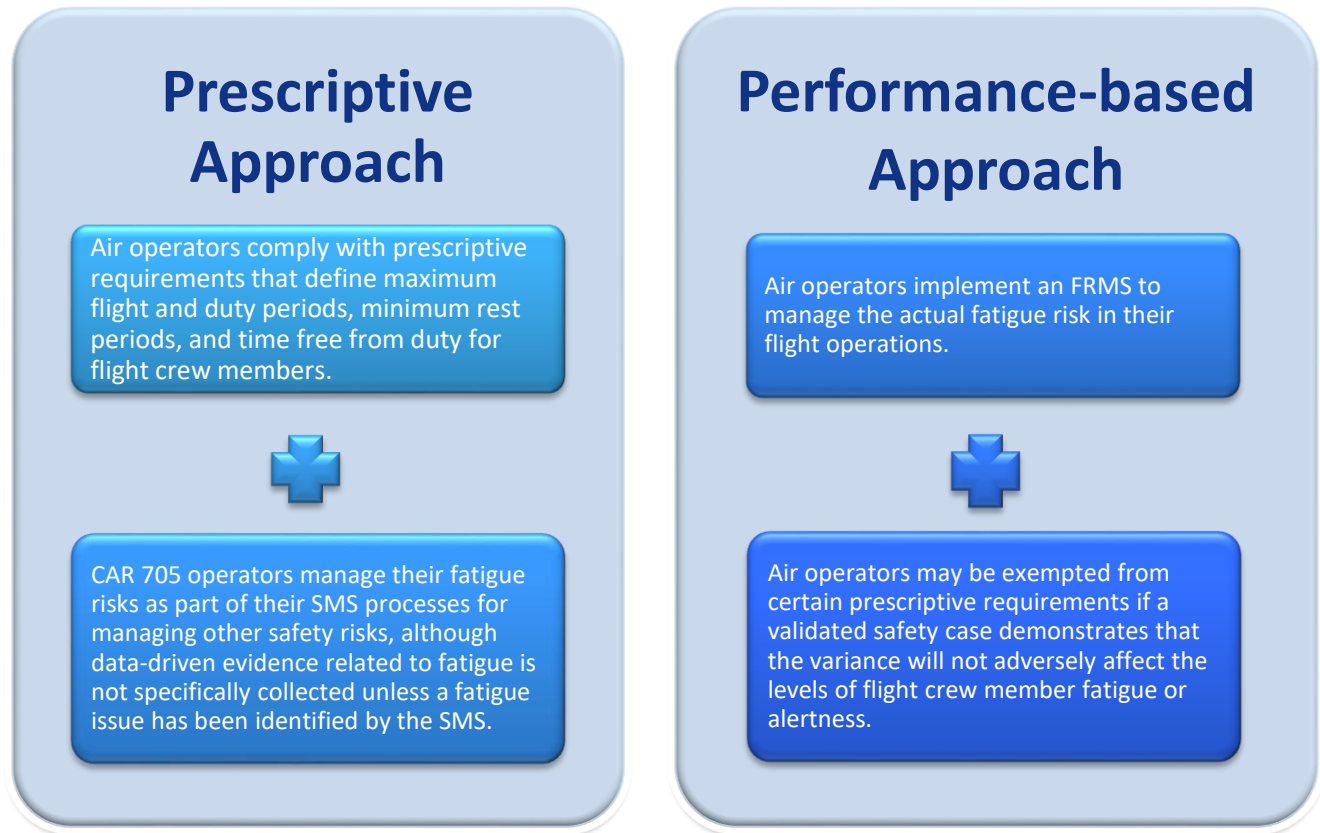 Prescriptive
Approach
Air operators comply with prescriptive
requirements that define maximum
flight and duty periods, minimum rest
periods, and time free from duty for
flight crew members.
CAR 705 operators manage their fatigue
risks as part of their SMS processes for
managing other safety risks, although
data-driven evidence related to fatigue is
not specifically collected unless a fatigue
issue has been identified by the SMS.
Performance-based
Approach
Air operators implement an FRMS to
manage the actual fatigue risk in their
flight operations.
Air operators may be exempted from
certain prescriptive requirements if a
validated safety case demonstrates that
the variance will not adversely affect the
levels of flight crew member fatigue or
alertness.